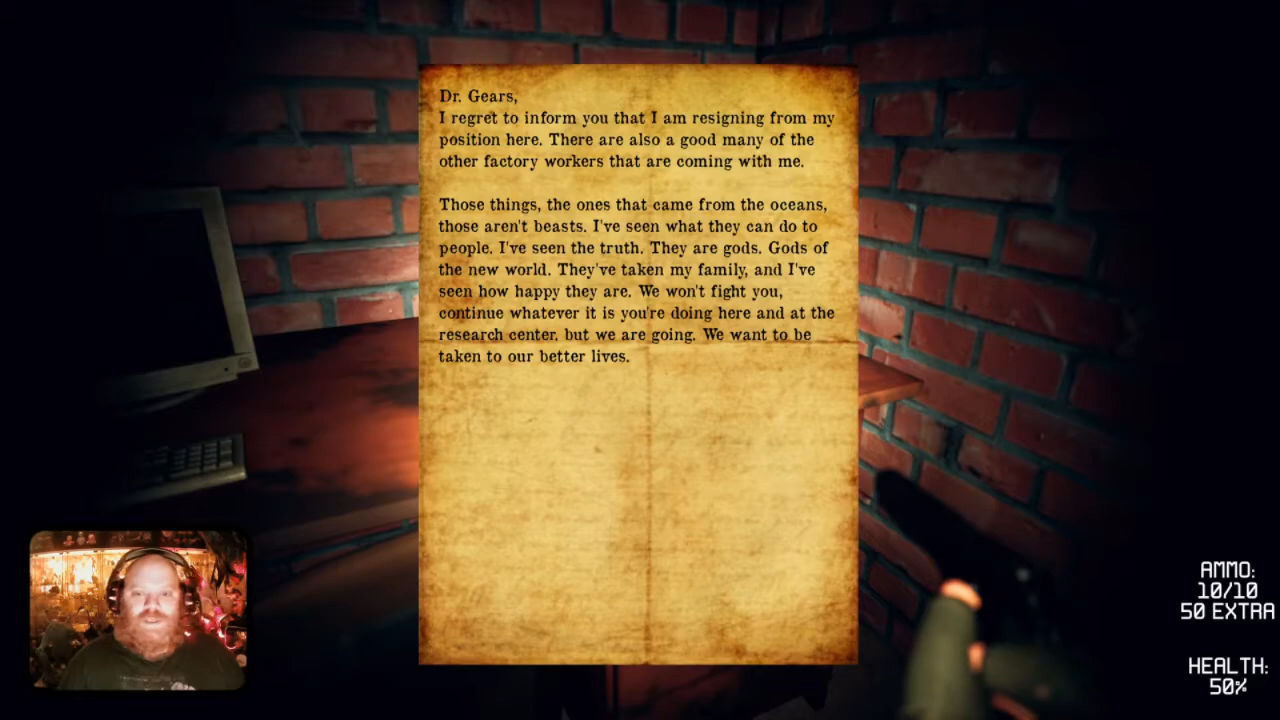 Dr. Gears,
I regret to inform you that I am resigning from my
position here. There are also a good many of the
other factory workers that are coming with me.
Those things, the ones that came from the oceans,
those aren't beasts. I've seen what they can do to
people. I've seen the truth. They are gods. Gods of
the new world. They've taken my family, and I've
seen how happy they are. We won't fight you,
continue whatever it is you're doing here and at the
research center, but we are going. We want to be
taken to our better lives.
AMMO:
10/10
50 EXTRA
HEALTH:
50%